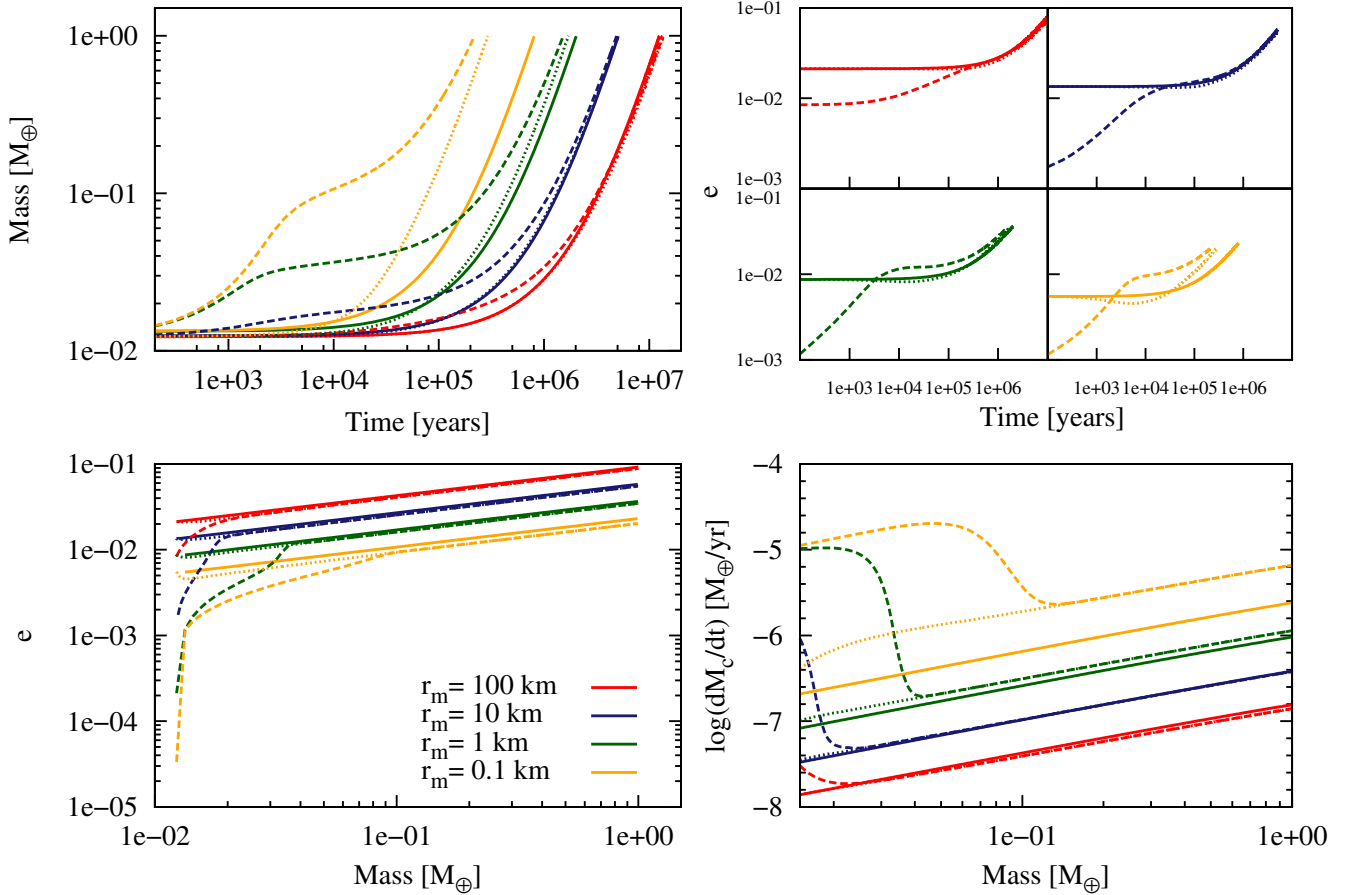 1e+00
1e−01
1e−02
Mass [M⊕]
1e+03 1e+04 1e+05 1e+06 1e+07
Time [years]
1e−01
1e−02
1e−03
1e−01
1e−02
1e−03
e
1e+03 1e+04 1e+05 1e+06
1e+03 1e+04 1e+05 1e+06
Time [years]
1e−01
1e−02
1e−03
1e−04
1e−05
e
r_m= 100 km
r_m= 10 km
r_m= 1 km
r_m= 0.1 km
1e−02 1e−01 1e+00
Mass [M⊕]
−4
−5
−6
−7
−8
log(dM_c/dt) [M⊕/yr]
1e−01 1e+00
Mass [M⊕]